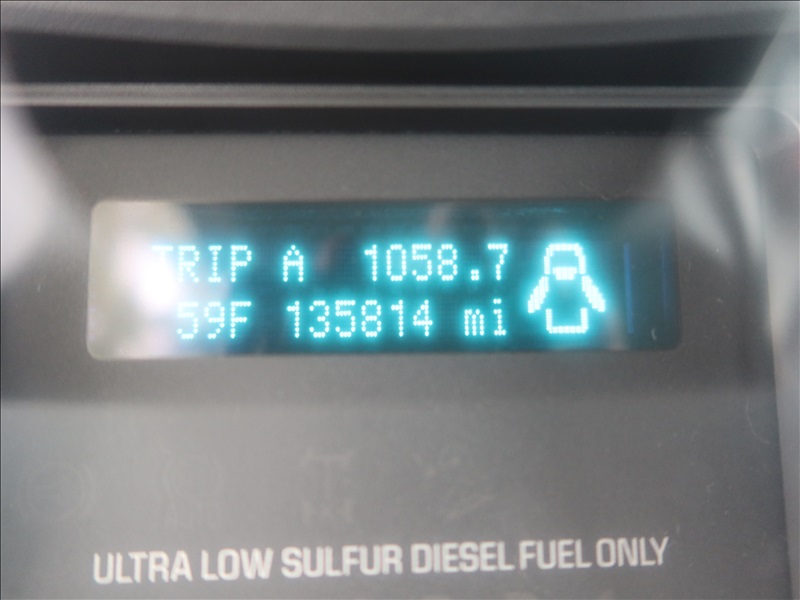 TRIP A 1058.7
59F 135814 mi
ULTRA LOW SULFUR DIESEL FUEL ONLY